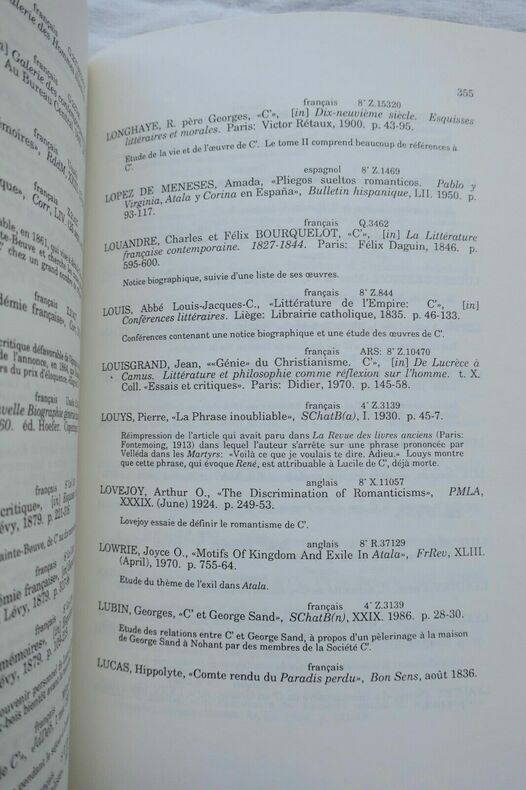 355
français 8° Z.15320
LONGHAYE, R. père Georges, «C'», [in] Dix-neuvième siècle. Esquisses
littéraires et morales. Paris: Victor Rétaux, 1900. p. 43-95.
Etude de la vie et de l'œuvre de C'. Le tome II comprend beaucoup de références à
C'.
espagnol 8° Z.1469
LOPEZ DE MENESES, Amada, «Pliegos sueltos romanticos. Pablo y
Virginia, Atala y Corina en España», Bulletin hispanique, LII. 1950. p.
93-117.
français Q.3462
LOUANDRE, Charles et Félix BOURQUELOT, «C'», [in] La Littérature
française contemporaine. 1827-1844. Paris: Félix Daguin, 1846. p.
595-600.
Notice biographique, suivie d'une liste de ses œuvres.
français 8° Z.844
LOUIS, Abbé Louis-Jacques-C., «Littérature de l'Empire: C'», [in]
Conférences littéraires. Liège: Librairie catholique, 1835. p. 46-133.
Conférences contenant une notice biographique et une étude des œuvres de C'.
français ARS: 8° Z.10470
LOUISGRAND, Jean, ««Génie» du Christianisme. C'», [in] De Lucrèce à
Camus. Littérature et philosophie comme réflexion sur l'homme. t. X.
Coll. «Essais et critiques». Paris: Didier, 1970. p. 145-58.
français 4° Z.3139
LOUYS, Pierre, «La Phrase inoubliable», SChatB(a), I. 1930. p. 45-7.
Réimpression de l'article qui avait paru dans La Revue des livres anciens (Paris:
Fontemoing, 1913) dans lequel l'auteur s'arrête sur une phrase prononcée par
Velléda dans les Martyrs: «Voilà ce que je voulais te dire. Adieu.» Louys montre
que cette phrase, qui évoque René, est attribuable à Lucile de C', déjà morte.
anglais 8° X.11057
LOVEJOY, Arthur O., «The Discrimination of Romanticisms», PMLA,
XXXIX. (June) 1924. p. 249-53.
Lovejoy essaie de définir le romantisme de C'.
anglais 8° R.37129
LOWRIE, Joyce O., «Motifs Of Kingdom And Exile In Atala», FrRev, XLIII.
(April), 1970. p. 755-64.
Etude du thème de l'exil dans Atala.
français 4° Z.3139
LUBIN, Georges, «C' et George Sand», SChatB(n), XXIX. 1986. p. 28-30.
Etude des relations entre C' et George Sand, à propos d'un pèlerinage à la maison
de George Sand à Nohant par des membres de la Société C'.
français
LUCAS, Hippolyte, «Comte rendu du Paradis perdu», Bon Sens, août 1836.